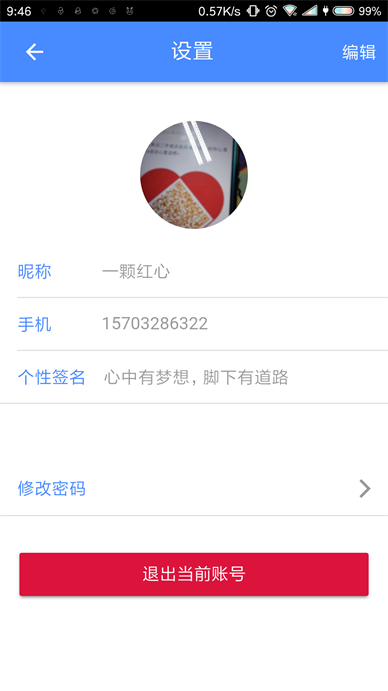 9:46
0.57K/s
99%
设置
编辑
昵称 一颗红心
手机 15703286322
个性签名 心中有梦想，脚下有道路
修改密码
退出当前账号